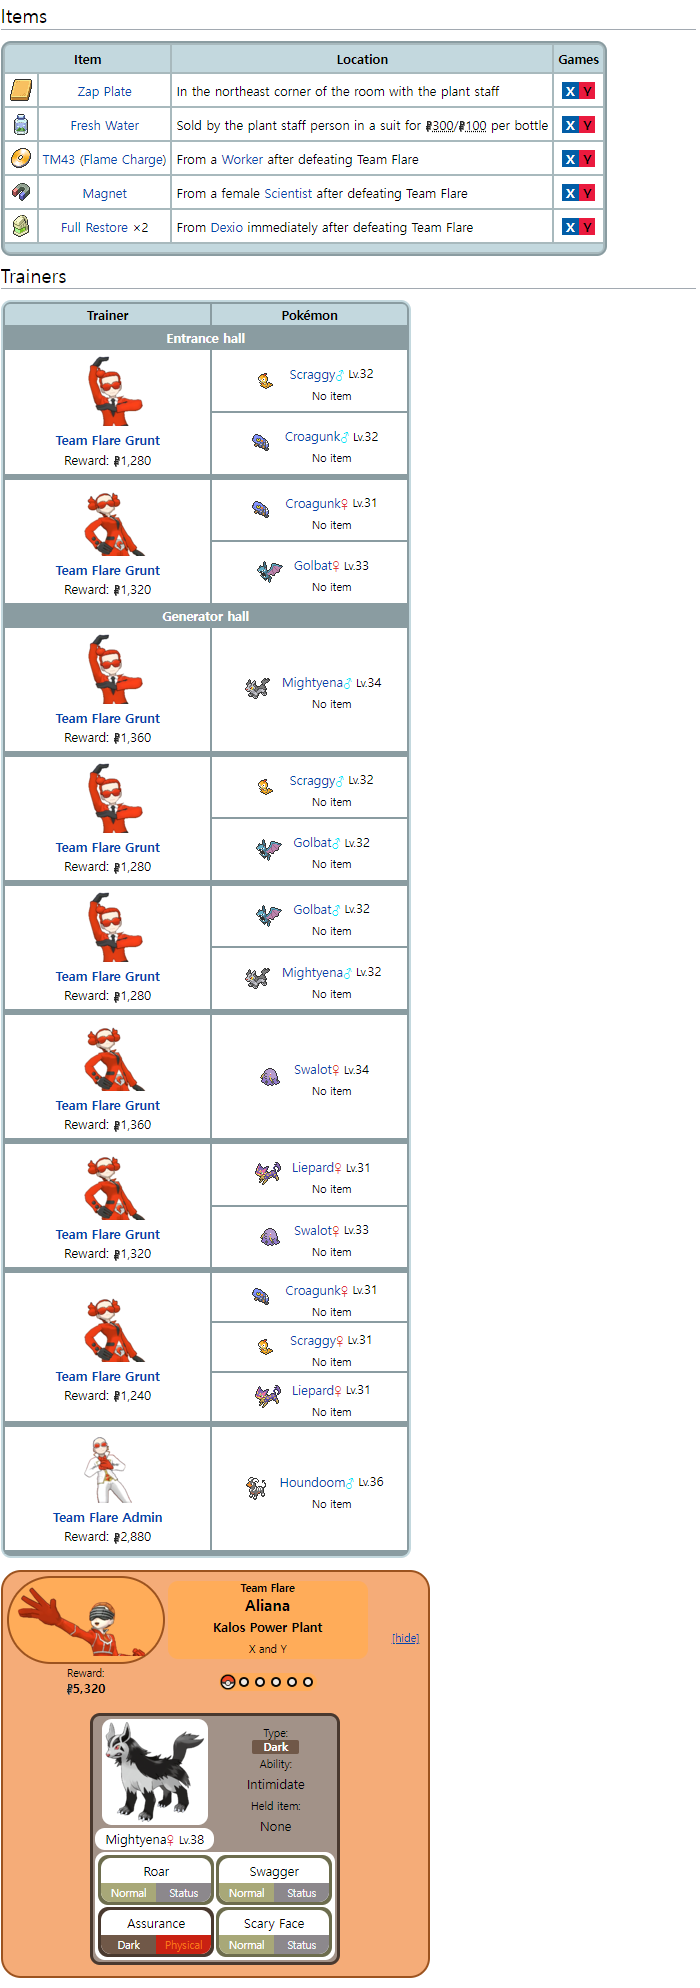 Items
Item Location Games
Zap Plate In the northeast corner of the room with the plant staff X Y
Fresh Water Sold by the plant staff person in a suit for ₽300/₽100 per bottle X Y
TM43 (Flame Charge) From a Worker after defeating Team Flare X Y
Magnet From a female Scientist after defeating Team Flare X Y
Full Restore ×2 From Dexio immediately after defeating Team Flare X Y
Trainers
Trainer Pokémon
Entrance hall
Team Flare Grunt
Reward: ₽1,280
Scraggy♂ Lv.32
No item
Croagunk♂ Lv.32
No item
Team Flare Grunt
Reward: ₽1,320
Croagunk♀ Lv.31
No item
Golbat♀ Lv.33
No item
Generator hall
Team Flare Grunt
Reward: ₽1,360
Mightyena♂ Lv.34
No item
Team Flare Grunt
Reward: ₽1,280
Scraggy♂ Lv.32
No item
Golbat♂ Lv.32
No item
Team Flare Grunt
Reward: ₽1,280
Golbat♂ Lv.32
No item
Mightyena♂ Lv.32
No item
Team Flare Grunt
Reward: ₽1,360
Swalot♀ Lv.34
No item
Team Flare Grunt
Reward: ₽1,320
Liepard♀ Lv.31
No item
Swalot♀ Lv.33
No item
Team Flare Grunt
Reward: ₽1,240
Croagunk♀ Lv.31
No item
Scraggy♀ Lv.31
No item
Liepard♀ Lv.31
No item
Team Flare Admin
Reward: ₽2,880
Houndoom♂ Lv.36
No item
Team Flare
Aliana
Kalos Power Plant
X and Y
[hide]
Reward:
₽5,320
Type:
Dark
Ability:
Intimidate
Held item:
None
Mightyena♀ Lv.38
Roar Swagger
Normal Status Normal Status
Assurance Scary Face
Dark Physical Normal Status